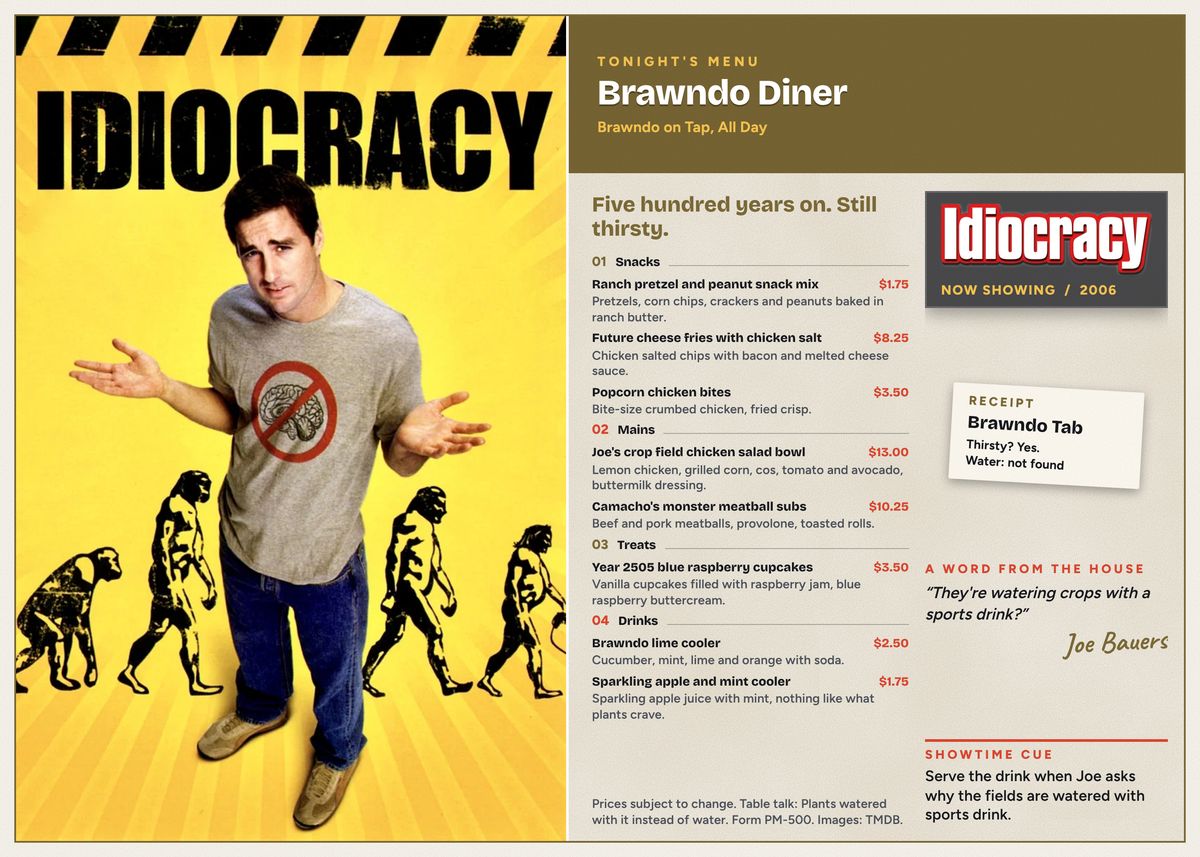 IDIOCRACY
TONIGHT'S MENU
Brawndo Diner
Brawndo on Tap, All Day
Five hundred years on. Still
thirsty.
01 Snacks
Ranch pretzel and peanut snack mix $1.75
Pretzels, corn chips, crackers and peanuts baked in
ranch butter.
Future cheese fries with chicken salt $8.25
Chicken salted chips with bacon and melted cheese
sauce.
Popcorn chicken bites $3.50
Bite-size crumbed chicken, fried crisp.
02 Mains
Joe's crop field chicken salad bowl $13.00
Lemon chicken, grilled corn, cos, tomato and avocado,
buttermilk dressing.
Camacho's monster meatball subs $10.25
Beef and pork meatballs, provolone, toasted rolls.
03 Treats
Year 2505 blue raspberry cupcakes $3.50
Vanilla cupcakes filled with raspberry jam, blue
raspberry buttercream.
04 Drinks
Brawndo lime cooler $2.50
Cucumber, mint, lime and orange with soda.
Sparkling apple and mint cooler $1.75
Sparkling apple juice with mint, nothing like what
plants crave.
Prices subject to change. Table talk: Plants watered
with it instead of water. Form PM-500. Images: TMDB.
Idiocracy
NOW SHOWING / 2006
RECEIPT
Brawndo Tab
Thirsty? Yes.
Water: not found
A WORD FROM THE HOUSE
“They're watering crops with a
sports drink?”
Joe Bauers
SHOWTIME CUE
Serve the drink when Joe asks
why the fields are watered with
sports drink.